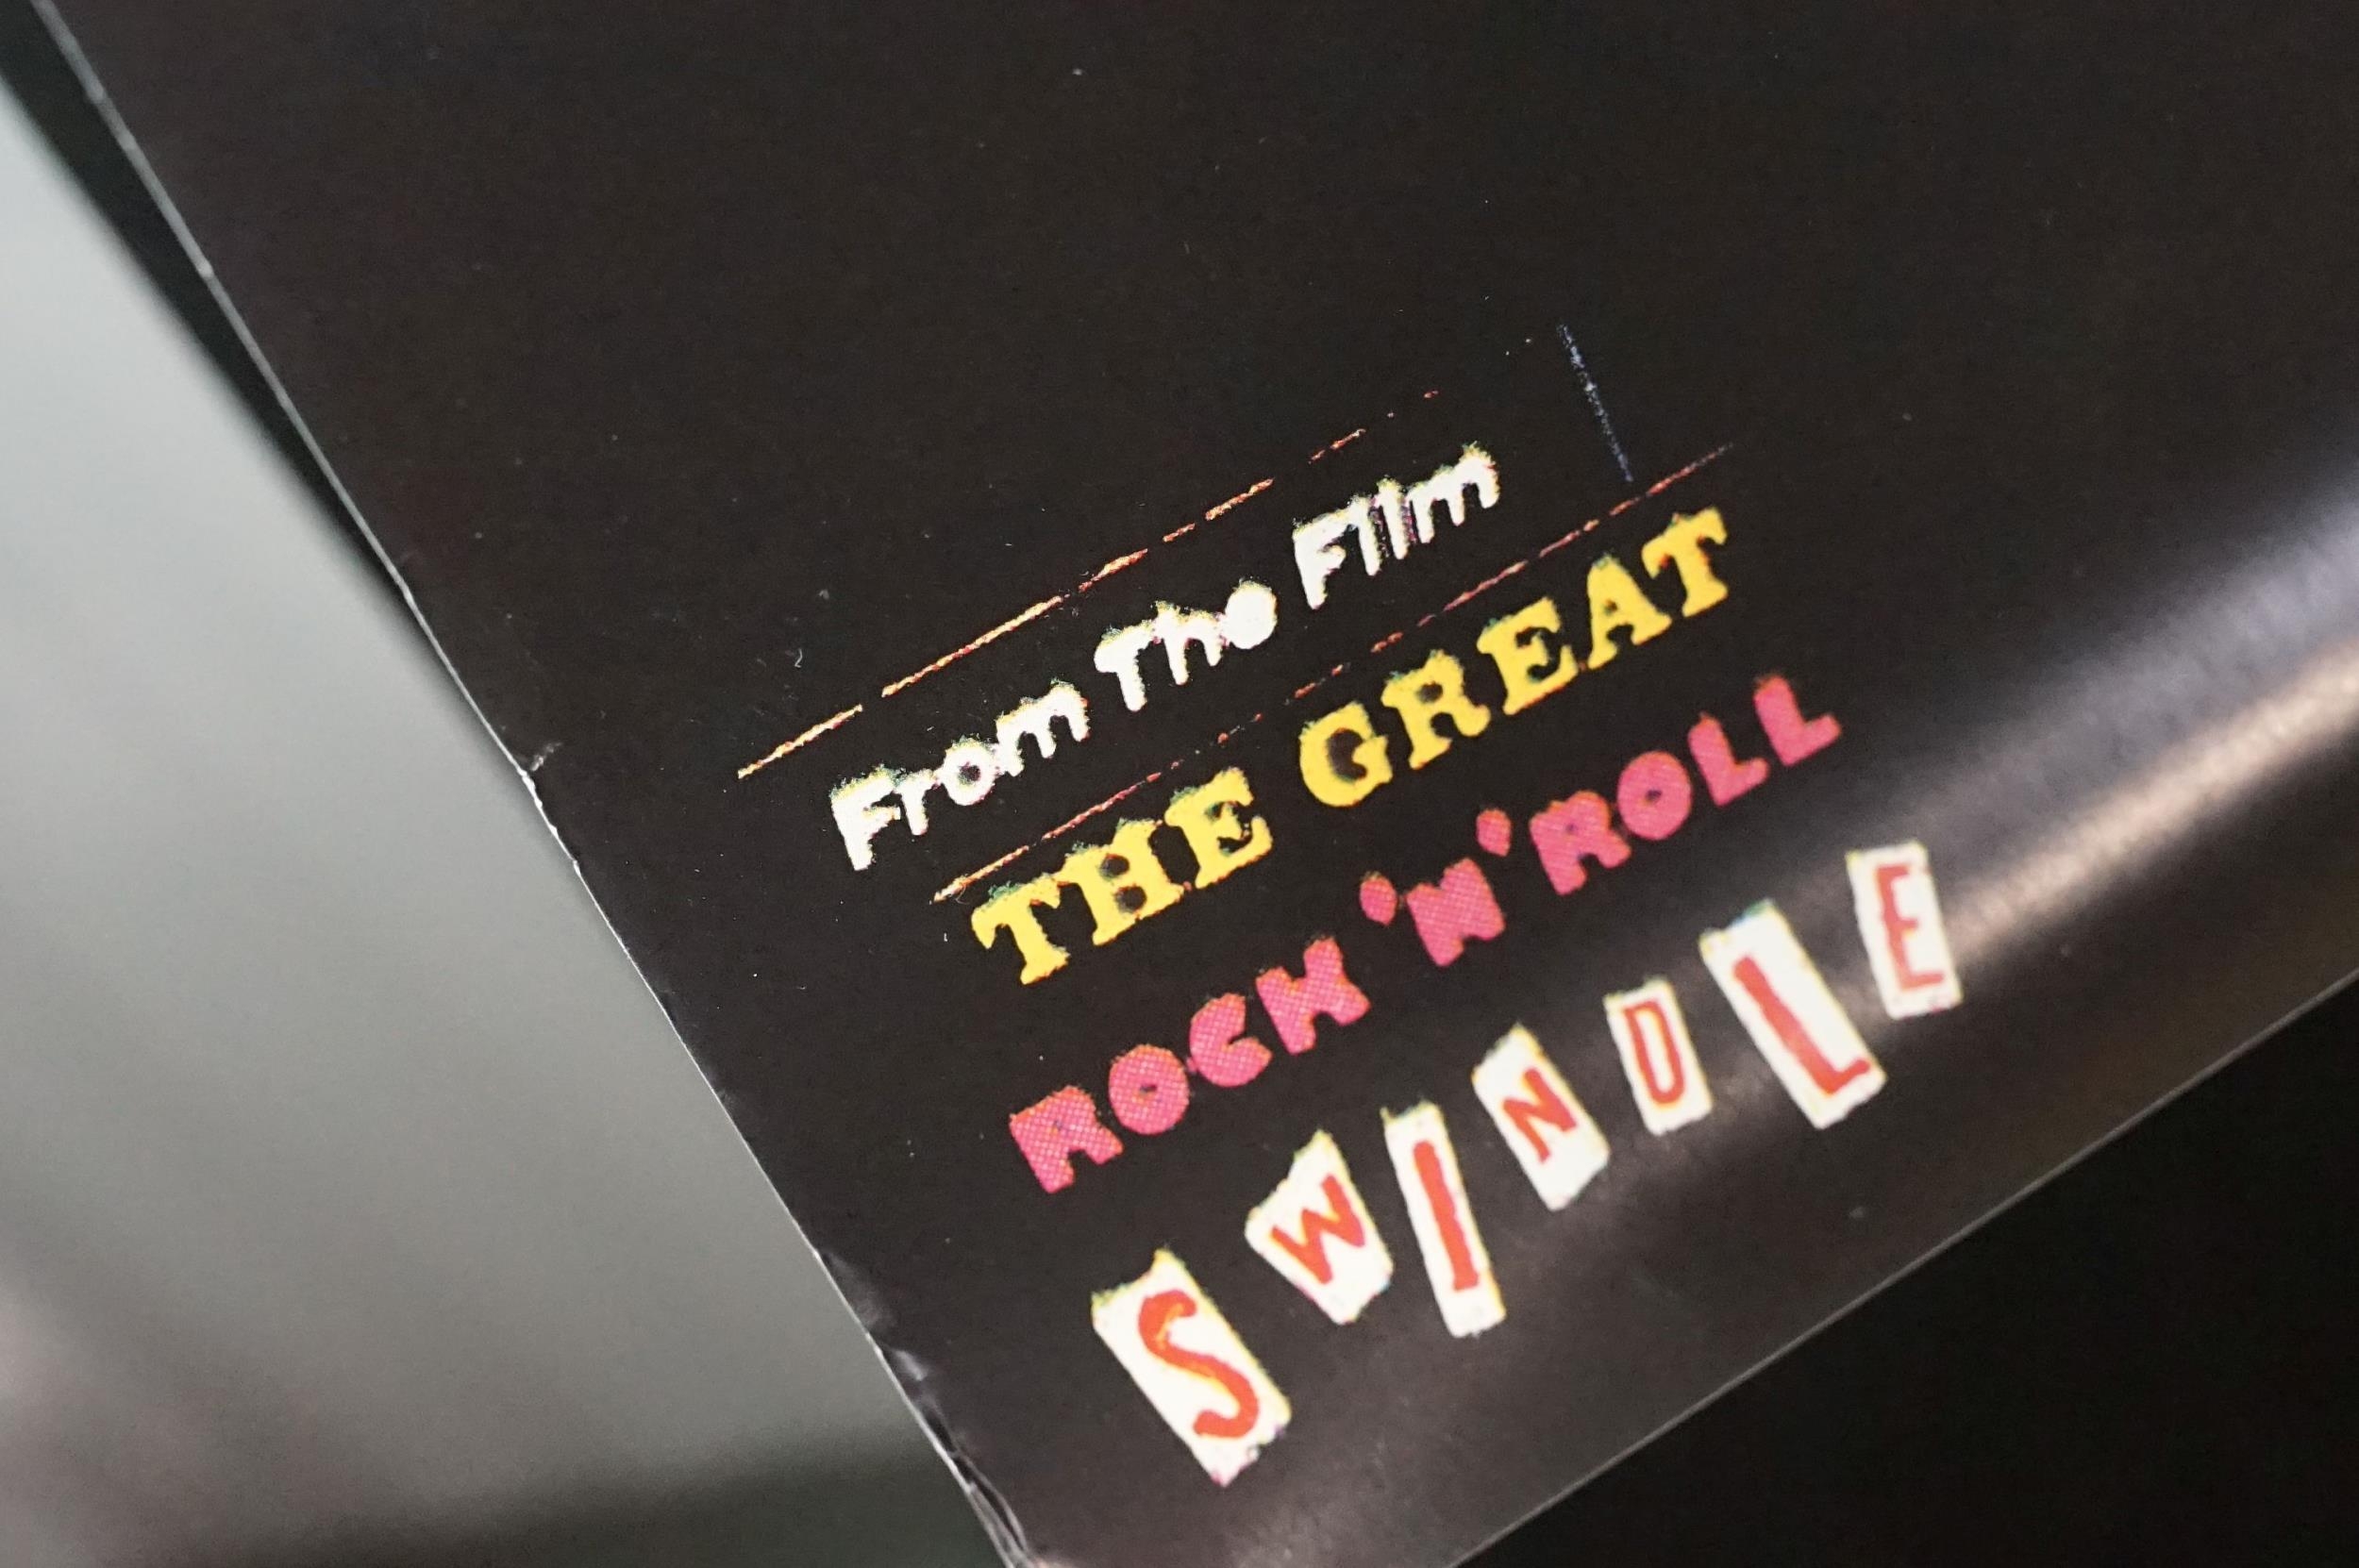 From The Film
THE GREAT
ROCK 'N' ROLL
SWINDLE